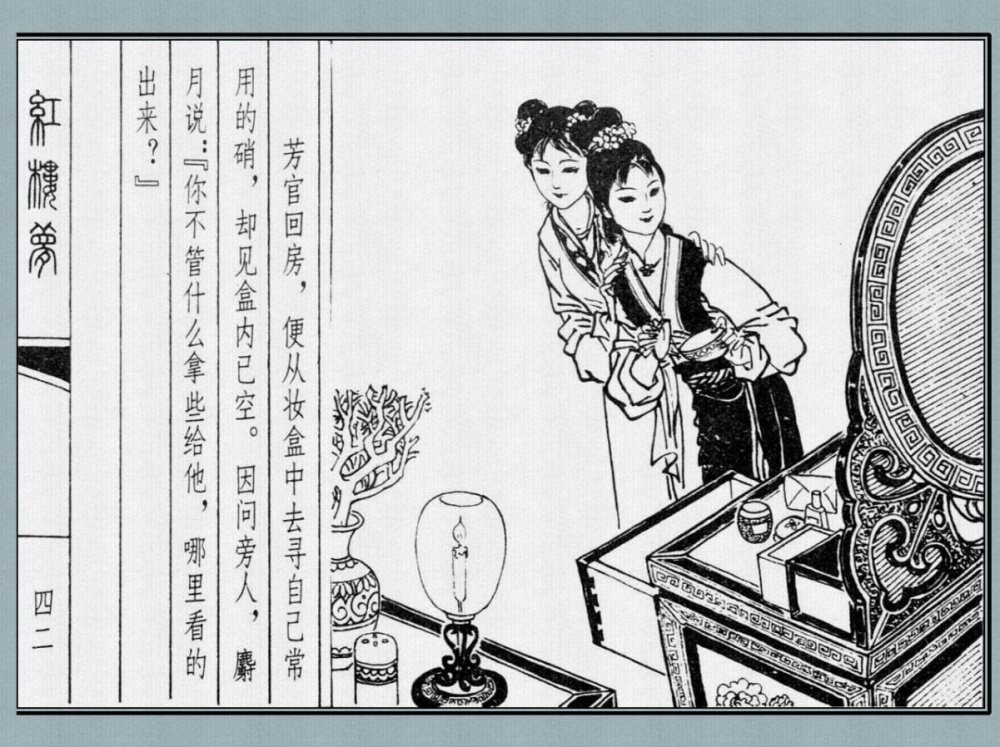 芳官回房，便从妆盒中去寻自己常
用的硝，却见盒内已空。因问旁人，麝
月说：『你不管什么拿些给他，哪里看的
出来？』
紅樓夢
四二